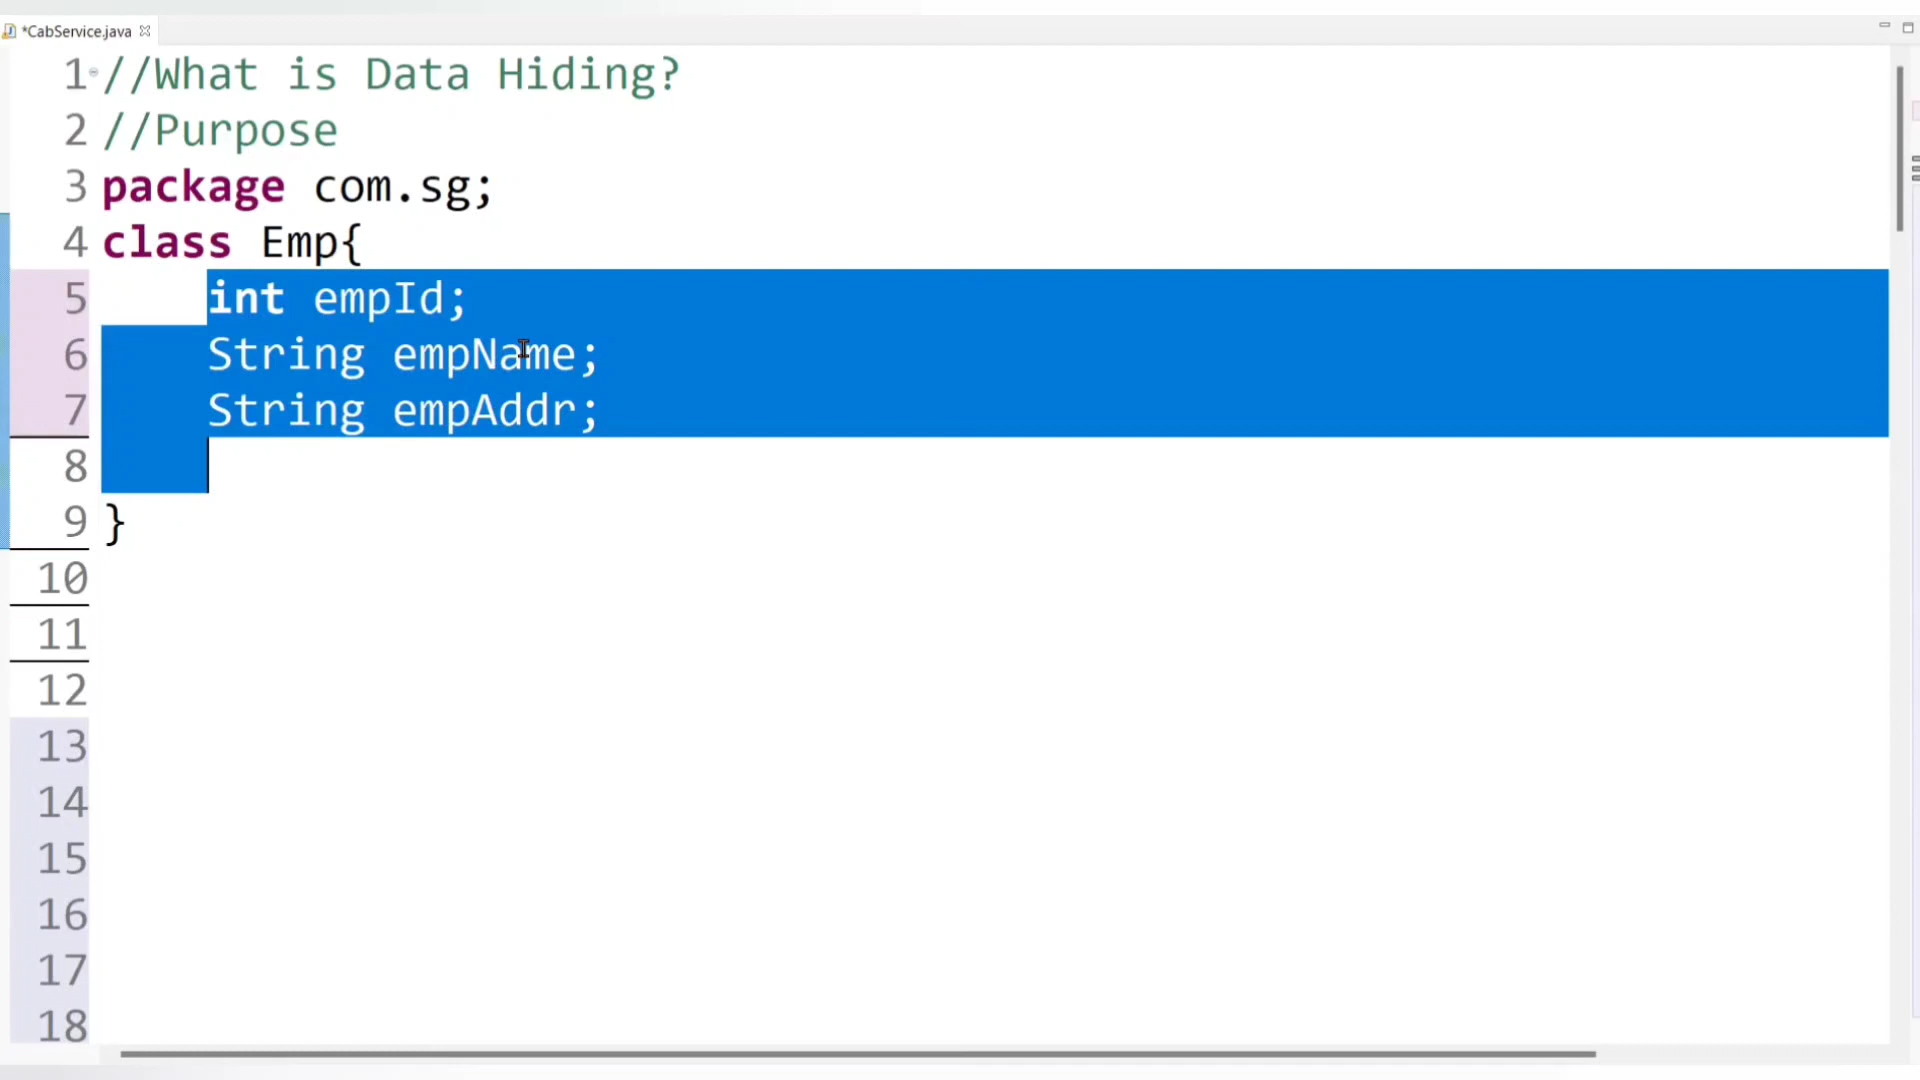 *CabService.java
1 //What is Data Hiding?
2 //Purpose
3 package com.sg;
4 class Emp{
5 int empId;
6 String empName;
7 String empAddr;
8
9 }
10
11
12
13
14
15
16
17
18